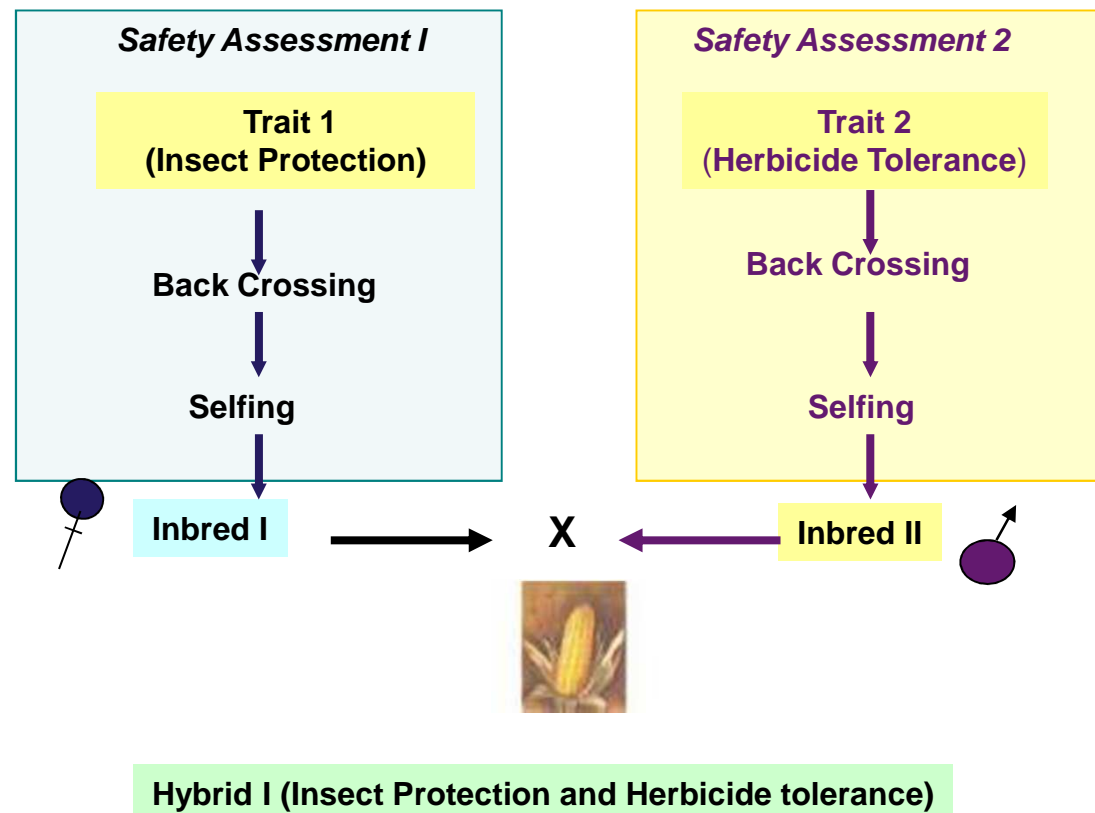 Safety Assessment I
Trait 1
(Insect Protection)
Back Crossing
Selfing
Inbred I
Safety Assessment 2
Trait 2
(Herbicide Tolerance)
Back Crossing
Selfing
Inbred II
X
Hybrid I (Insect Protection and Herbicide tolerance)